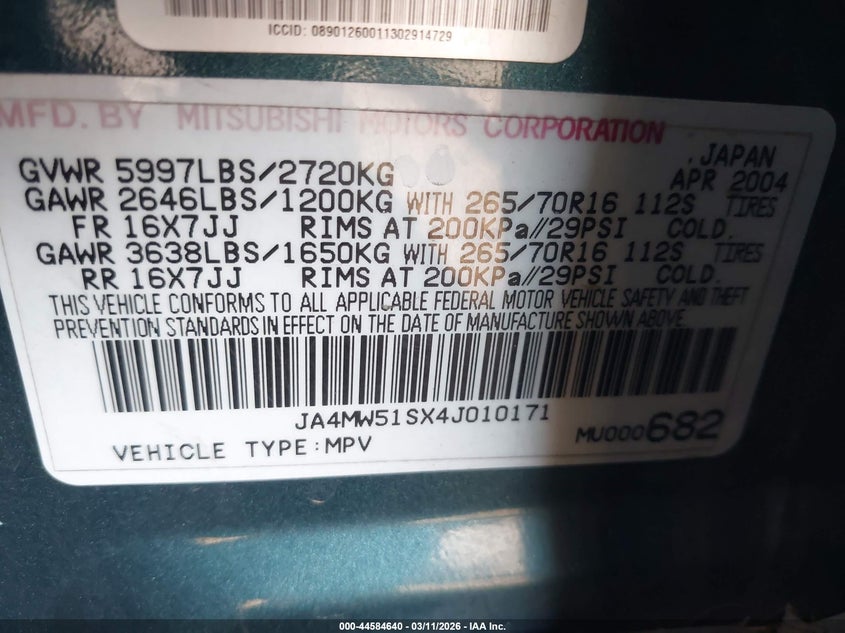 ICCID: 08901260011302914729
MFD. BY MITSUBISHI MOTORS CORPORATION
, JAPAN
GVWR 5997LBS/2720KG APR 2004
GAWR 2646LBS/1200KG WITH 265/70R16 112S TIRES
FR 16X7JJ RIMS AT 200KPa//29PSI COLD.
GAWR 3638LBS/1650KG WITH 265/70R16 112S TIRES
RR 16X7JJ RIMS AT 200KPa//29PSI COLD.
THIS VEHICLE CONFORMS TO ALL APPLICABLE FEDERAL MOTOR VEHICLE SAFETY AND THEFT
PREVENTION STANDARDS IN EFFECT ON THE DATE OF MANUFACTURE SHOWN ABOVE.
JA4MW51SX4J010171
MU000682
VEHICLE TYPE:MPV
000-44584640 - 03/11/2026 - IAA Inc.